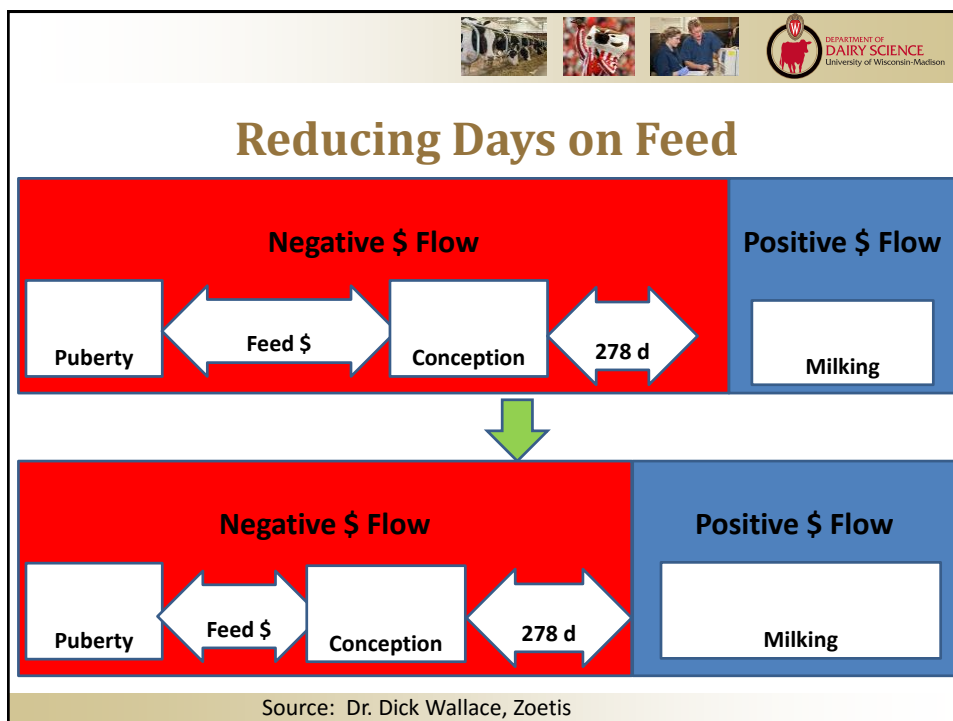 W
DEPARTMENT OF
DAIRY SCIENCE
University of Wisconsin-Madison
Reducing Days on Feed
Negative $ Flow
Positive $ Flow
Puberty
Feed $
Conception
278 d
Milking
Negative $ Flow
Positive $ Flow
Puberty
Feed $
Conception
278 d
Milking
Source: Dr. Dick Wallace, Zoetis